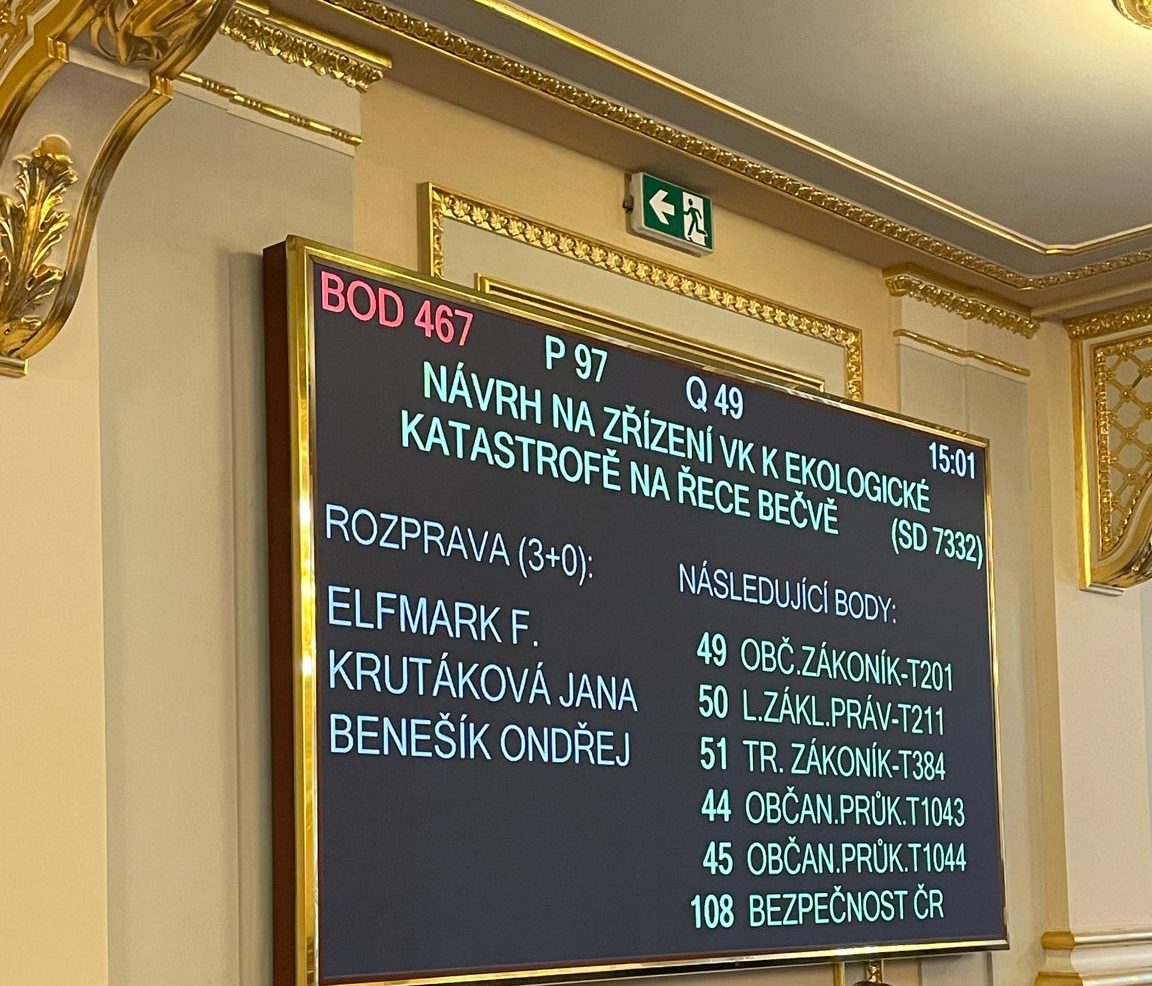 BOD 467
P 97
Q 49
15:01
NÁVRH NA ZŘÍZENÍ VK K EKOLOGICKÉ
KATASTROFĚ NA ŘECE BEČVĚ
(SD 7332)
ROZPRAVA (3+0):
ELFMARK F.
KRUTÁKOVÁ JANA
BENEŠÍK ONDŘEJ
NÁSLEDUJÍCÍ BODY:
49 OBČ.ZÁKONÍK-T201
50 L.ZÁKL.PRÁV-T211
51 TR. ZÁKONÍK-T384
44 OBČAN.PRŮK.T1043
45 OBČAN.PRŮK.T1044
108 BEZPEČNOST ČR